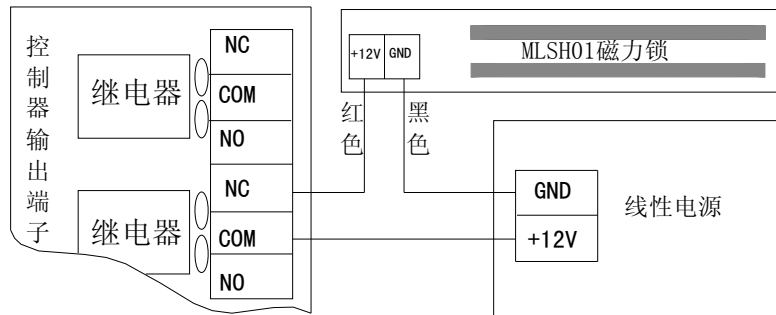 控制器输出端子
继电器
NC
COM
NO
继电器
NC
COM
NO
+12V
GND
MLSH01磁力锁
红色
黑色
GND
+12V
线性电源